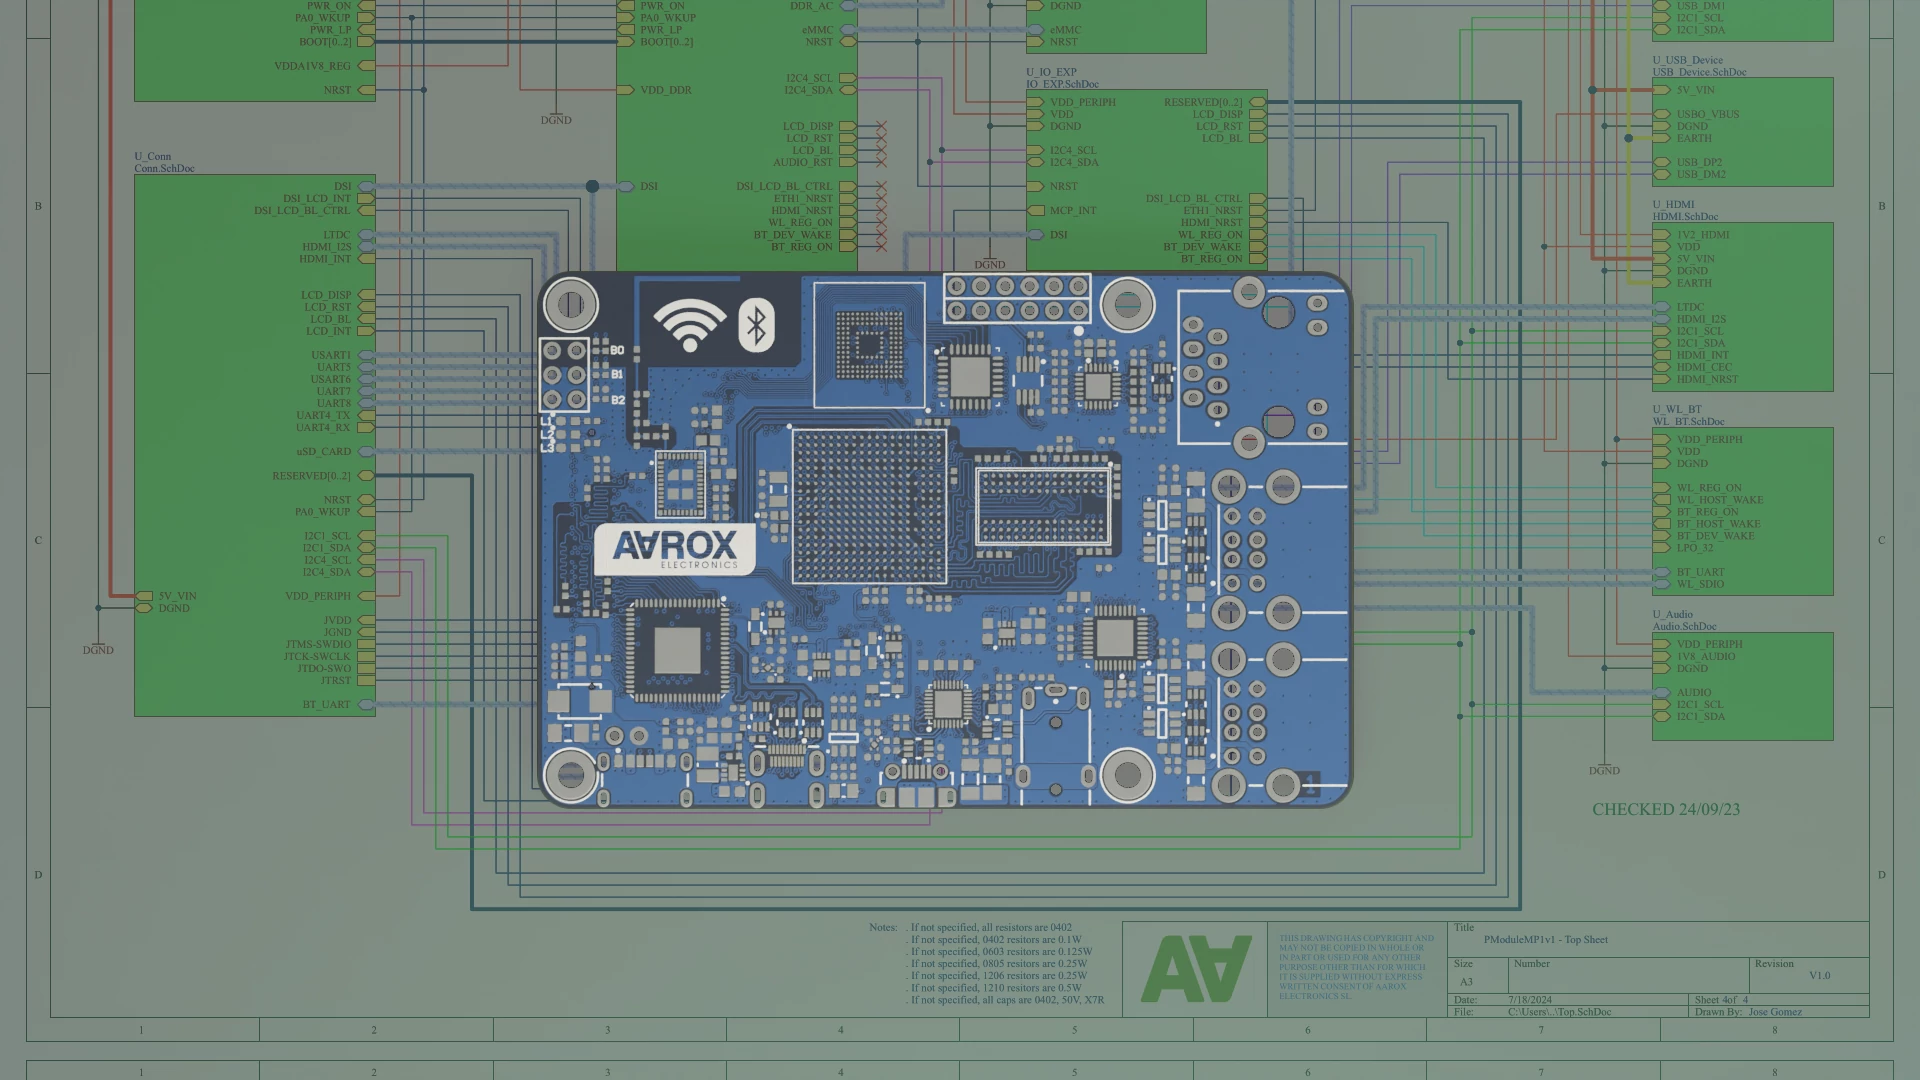 PWR_ON
PA0_WKUP
PWR_LP
BOOT[0..2]
VDDA1V8_REG
NRST
PWR_ON
PA0_WKUP
PWR_LP
BOOT[0..2]
VDD_DDR
DGND
DDR_AC
eMMC
NRST
I2C4_SCL
I2C4_SDA
LCD_DISP
LCD_RST
LCD_BL
AUDIO_RST
DSI_LCD_BL_CTRL
ETH1_NRST
HDMI_NRST
WL_REG_ON
BT_DEV_WAKE
BT_REG_ON
DSI
DGND
eMMC
NRST
U_IO_EXP
IO_EXP.SchDoc
VDD_PERIPH
VDD
DGND
I2C4_SCL
I2C4_SDA
NRST
MCP_INT
DSI
DGND
RESERVED[0..2]
LCD_DISP
LCD_RST
LCD_BL
DSI_LCD_BL_CTRL
ETH1_NRST
HDMI_NRST
WL_REG_ON
BT_DEV_WAKE
BT_REG_ON
USB_DM1
I2C1_SCL
I2C1_SDA
U_USB_Device
USB_Device.SchDoc
5V_VIN
USBO_VBUS
DGND
EARTH
USB_DP2
USB_DM2
U_HDMI
HDMI.SchDoc
1V2_HDMI
VDD
5V_VIN
DGND
EARTH
LTDC
HDMI_I2S
I2C1_SCL
I2C1_SDA
HDMI_INT
HDMI_CEC
HDMI_NRST
U_WL_BT
WL_BT.SchDoc
VDD_PERIPH
VDD
DGND
WL_REG_ON
WL_HOST_WAKE
BT_REG_ON
BT_HOST_WAKE
BT_DEV_WAKE
LPO_32
BT_UART
WL_SDIO
U_Audio
Audio.SchDoc
VDD_PERIPH
1V8_AUDIO
DGND
AUDIO
I2C1_SCL
I2C1_SDA
DGND
CHECKED 24/09/23
U_Conn
Conn.SchDoc
DSI
DSI_LCD_INT
DSI_LCD_BL_CTRL
LTDC
HDMI_I2S
HDMI_INT
LCD_DISP
LCD_RST
LCD_BL
LCD_INT
USART1
UART5
USART6
UART7
UART8
UART4_TX
UART4_RX
uSD_CARD
RESERVED[0..2]
NRST
PA0_WKUP
I2C1_SCL
I2C1_SDA
I2C4_SCL
I2C4_SDA
VDD_PERIPH
JVDD
JGND
JTMS-SWDIO
JTCK-SWCLK
JTDO-SWO
JTRST
BT_UART
5V_VIN
DGND
DGND
B0
B1
B2
L1
L2
L3
AAROX
ELECTRONICS
1
B
C
D
B
C
D
Notes: . If not specified, all resistors are 0402
. If not specified, 0402 resitors are 0.1W
. If not specified, 0603 resitors are 0.125W
. If not specified, 0805 resitors are 0.25W
. If not specified, 1206 resitors are 0.25W
. If not specified, 1210 resitors are 0.5W
. If not specified, all caps are 0402, 50V, X7R
AA
THIS DRAWING HAS COPYRIGHT AND
MAY NOT BE COPIED IN WHOLE OR
IN PART OR USED FOR ANY OTHER
PURPOSE OTHER THAN FOR WHICH
IT IS SUPPLIED WITHOUT EXPRESS
WRITTEN CONSENT OF AAROX
ELECTRONICS SL.
Title
PModuleMP1v1 - Top Sheet
Size Number Revision
A3 V1.0
Date: 7/18/2024 Sheet 4of 4
File: C:\Users\..\Top.SchDoc Drawn By: Jose Gomez
1 2 3 4 5 6 7 8
1 2 3 4 5 6 7 8